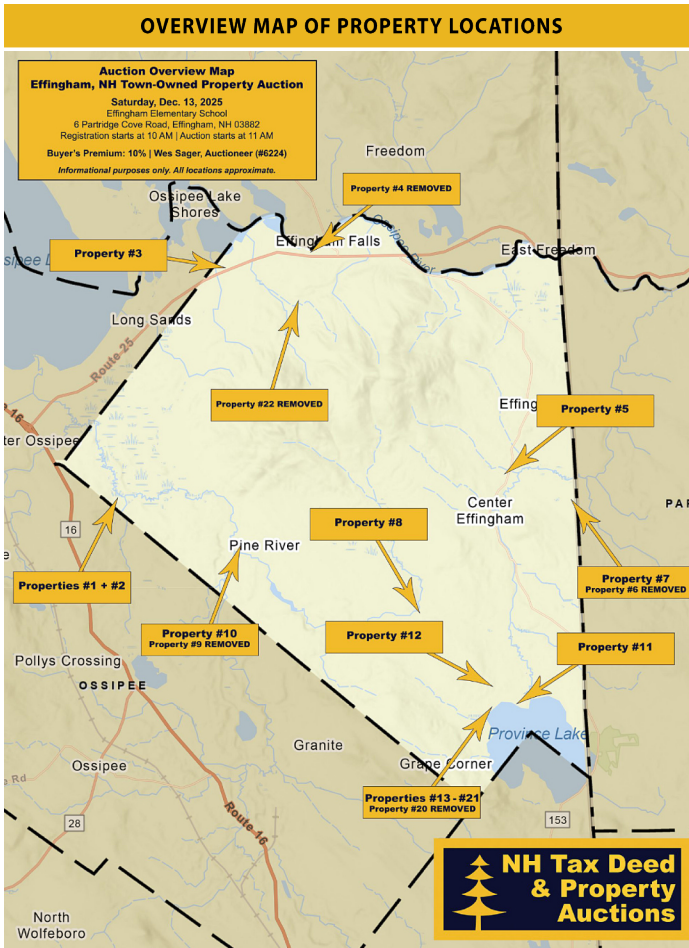 OVERVIEW MAP OF PROPERTY LOCATIONS
Auction Overview Map
Effingham, NH Town-Owned Property Auction
Saturday, Dec. 13, 2025
Effingham Elementary School
6 Partridge Cove Road, Effingham, NH 03882
Registration starts at 10 AM | Auction starts at 11 AM
Buyer's Premium: 10% | Wes Sager, Auctioneer (#6224)
Informational purposes only. All locations approximate.
Freedom
Property #4 REMOVED
Ossipee Lake
Shores
Ossipee River
Effingham Falls
Property #3
East Freedom
Long Sands
Route 25
Property #22 REMOVED
Effing
Property #5
16
ter Ossipee
Center
Effingham
PAR
Property #8
16
Pine River
Properties #1 + #2
Property #7
Property #6 REMOVED
Property #10
Property #9 REMOVED
Property #12
Property #11
Pollys Crossing
OSSIPEE
Province Lake
Granite
Ossipee
Grape Corner
Rd
Properties #13 - #21
Property #20 REMOVED
Route 16
28
153
NH Tax Deed
& Property
Auctions
North
Wolfeboro